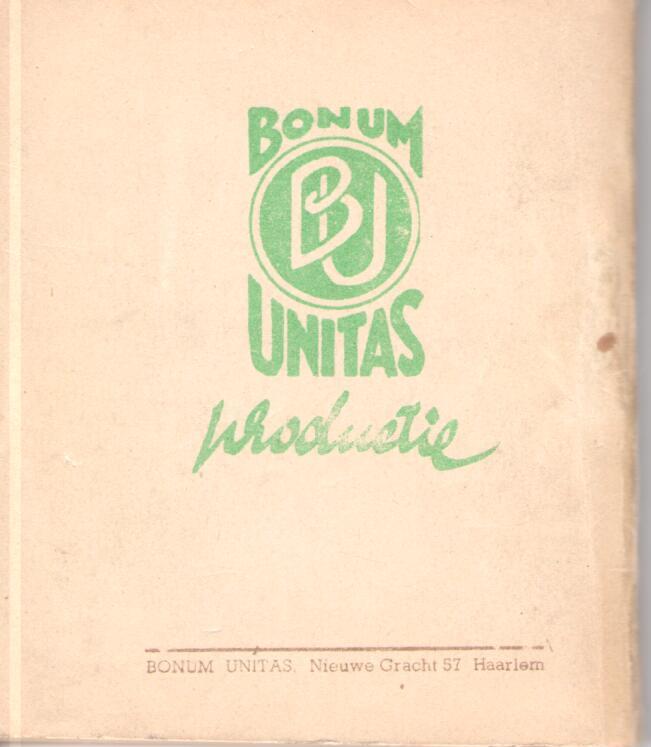 BONUM
BU
UNITAS
productie
BONUM UNITAS, Nieuwe Gracht 57 Haarlem